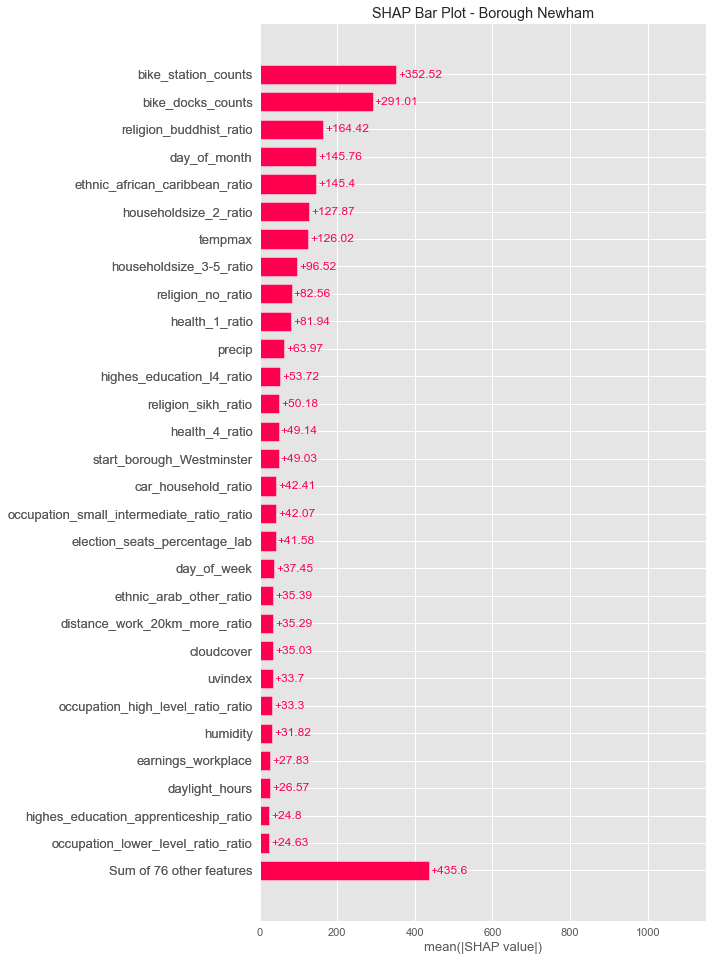 SHAP Bar Plot - Borough Newham
bike_station_counts +352.52
bike_docks_counts +291.01
religion_buddhist_ratio +164.42
day_of_month +145.76
ethnic_african_caribbean_ratio +145.4
householdsize_2_ratio +127.87
tempmax +126.02
householdsize_3-5_ratio +96.52
religion_no_ratio +82.56
health_1_ratio +81.94
precip +63.97
highes_education_l4_ratio +53.72
religion_sikh_ratio +50.18
health_4_ratio +49.14
start_borough_Westminster +49.03
car_household_ratio +42.41
occupation_small_intermediate_ratio_ratio +42.07
election_seats_percentage_lab +41.58
day_of_week +37.45
ethnic_arab_other_ratio +35.39
distance_work_20km_more_ratio +35.29
cloudcover +35.03
uvindex +33.7
occupation_high_level_ratio_ratio +33.3
humidity +31.82
earnings_workplace +27.83
daylight_hours +26.57
highes_education_apprenticeship_ratio +24.8
occupation_lower_level_ratio_ratio +24.63
Sum of 76 other features +435.6
0 200 400 600 800 1000
mean(|SHAP value|)